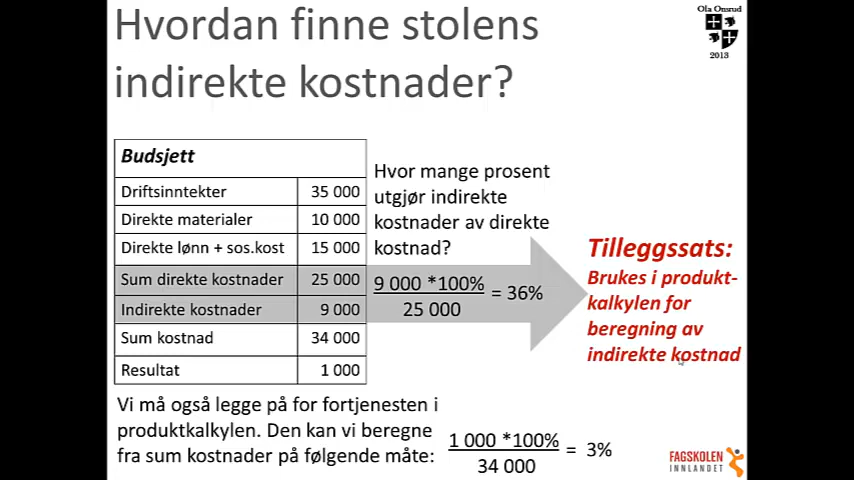 Hvordan finne stolens
indirekte kostnader?
Ola Onsrud
2013
Budsjett
Driftsinntekter 35 000
Direkte materialer 10 000
Direkte lønn + sos.kost 15 000
Sum direkte kostnader 25 000
Indirekte kostnader 9 000
Sum kostnad 34 000
Resultat 1 000
Hvor mange prosent
utgjør indirekte
kostnader av direkte
kostnad?
9 000 *100%
25 000
= 36%
Tilleggssats:
Brukes i produkt-
kalkylen for
beregning av
indirekte kostnad
Vi må også legge på for fortjenesten i
produktkalkylen. Den kan vi beregne
fra sum kostnader på følgende måte:
1 000 *100%
34 000
= 3%
FAGSKOLEN
INNLANDET